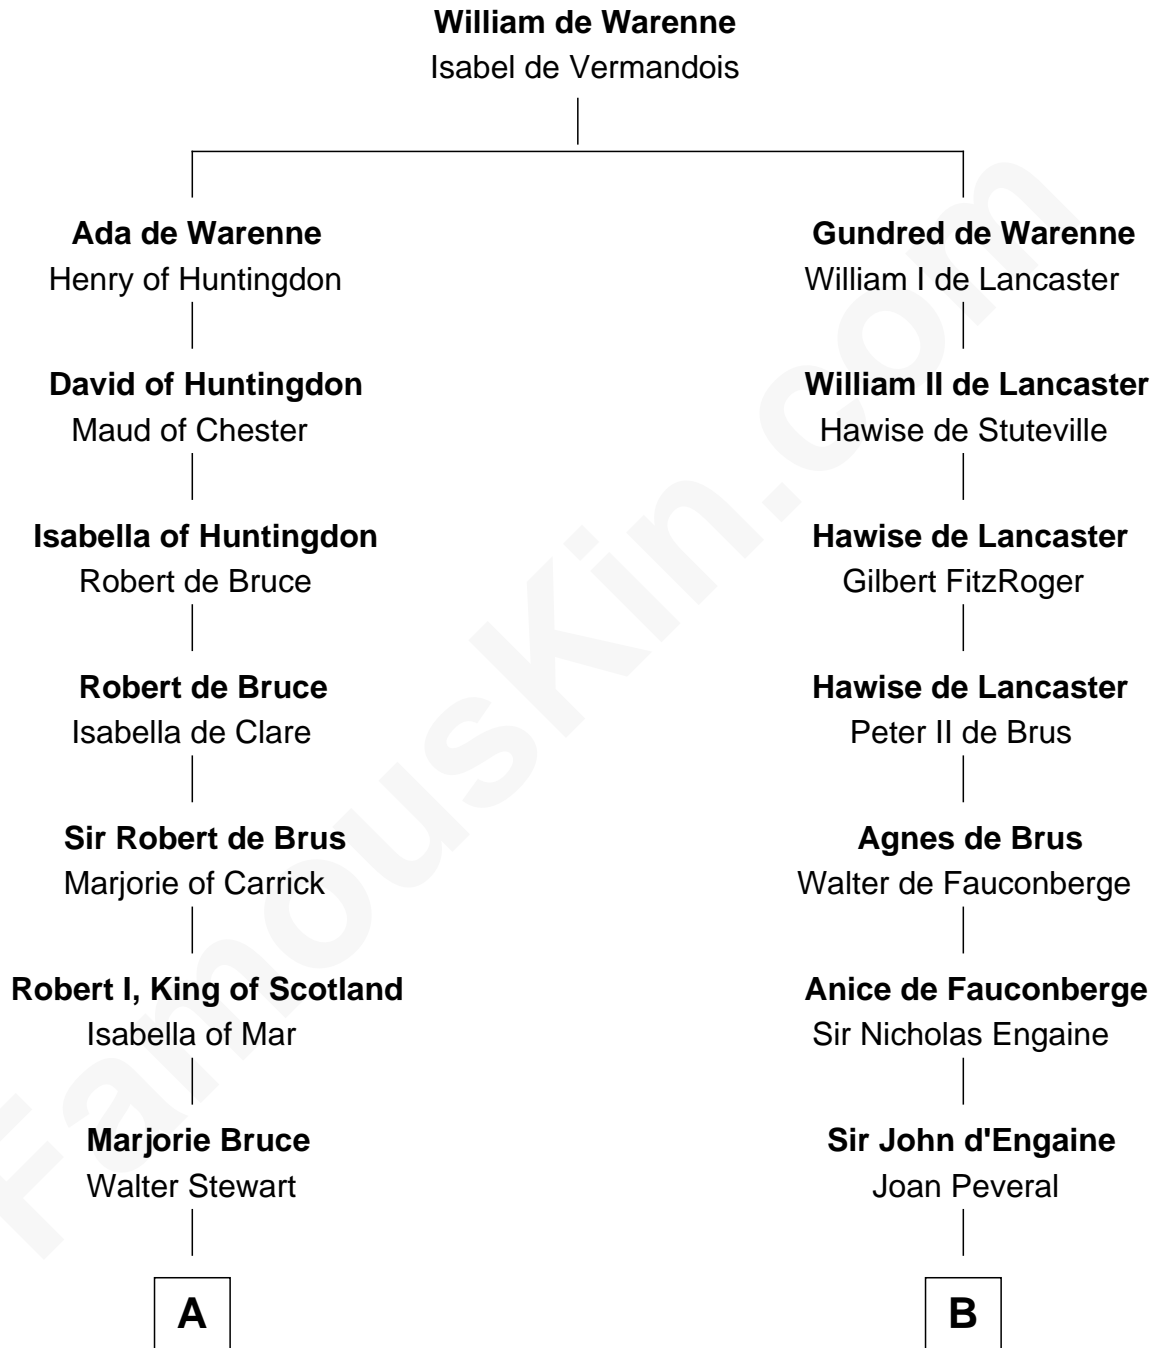 William de Warenne
Isabel de Vermandois
Ada de Warenne
Henry of Huntingdon
Gundred de Warenne
William I de Lancaster
David of Huntingdon
Maud of Chester
William II de Lancaster
Hawise de Stuteville
Isabella of Huntingdon
Robert de Bruce
Hawise de Lancaster
Gilbert FitzRoger
Robert de Bruce
Isabella de Clare
Hawise de Lancaster
Peter II de Brus
Sir Robert de Brus
Marjorie of Carrick
Agnes de Brus
Walter de Fauconberge
Robert I, King of Scotland
Isabella of Mar
Anice de Fauconberge
Sir Nicholas Engaine
Marjorie Bruce
Walter Stewart
Sir John d'Engaine
Joan Peveral
A
B
FamousKin.com